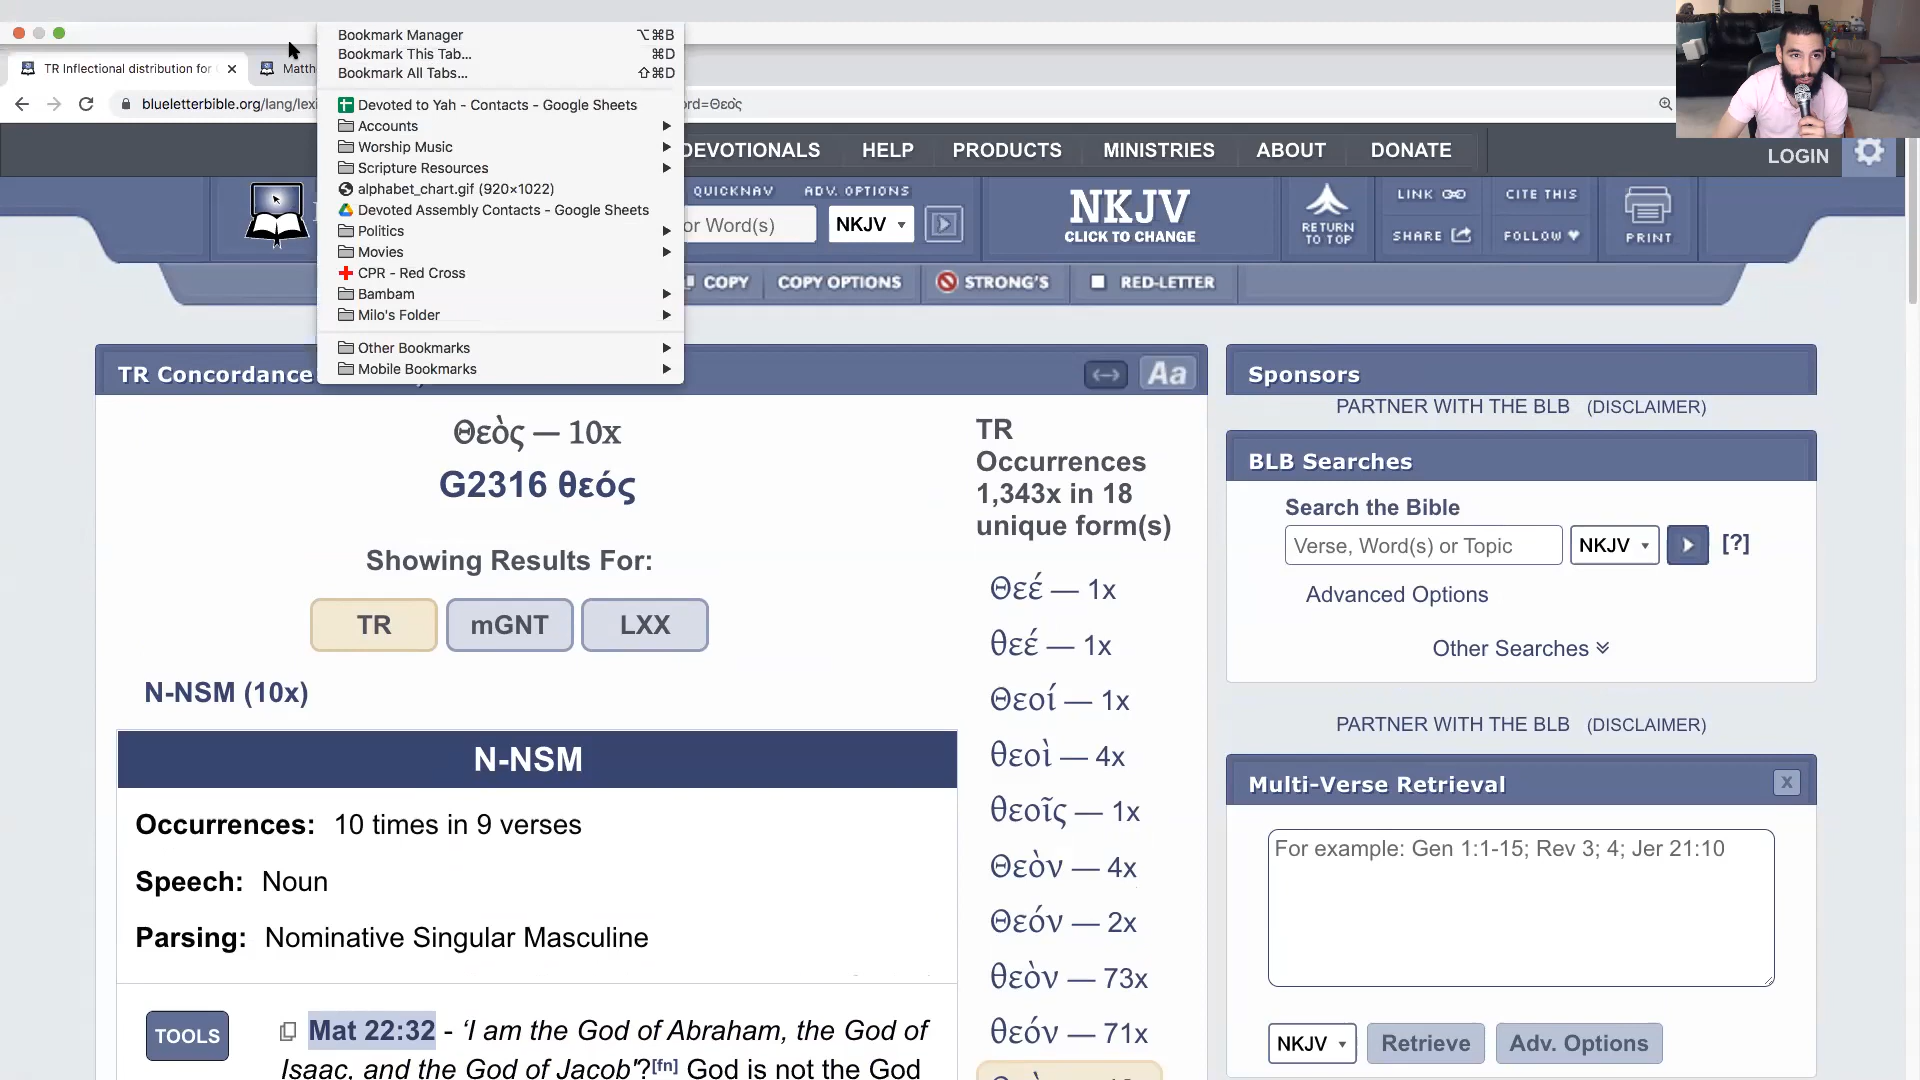 Bookmark Manager ⌥⌘B
Bookmark This Tab... ⌘D
Bookmark All Tabs... ⇧⌘D
Devoted to Yah - Contacts - Google Sheets
Accounts
Worship Music
Scripture Resources
alphabet_chart.gif (920×1022)
Devoted Assembly Contacts - Google Sheets
Politics
Movies
CPR - Red Cross
Bambam
Milo's Folder
Other Bookmarks
Mobile Bookmarks
TR Inflectional distribution for
Matth
blueletterbible.org/lang/lexi
rd=Θεὸς
DEVOTIONALS HELP PRODUCTS MINISTRIES ABOUT DONATE
LOGIN
QUICKNAV ADV. OPTIONS
or Word(s) NKJV
NKJV
CLICK TO CHANGE
RETURN
TO TOP
LINK CITE THIS
SHARE FOLLOW
PRINT
COPY COPY OPTIONS STRONG'S RED-LETTER
TR Concordance
Aa
Θεὸς — 10x
G2316 θεός
Showing Results For:
TR mGNT LXX
N-NSM (10x)
N-NSM
Occurrences: 10 times in 9 verses
Speech: Noun
Parsing: Nominative Singular Masculine
TOOLS
Mat 22:32 - ‘I am the God of Abraham, the God of
Isaac, and the God of Jacob’?[fn] God is not the God
TR
Occurrences
1,343x in 18
unique form(s)
Θεέ — 1x
θεέ — 1x
Θεοί — 1x
θεοὶ — 4x
θεοῖς — 1x
Θεὸν — 4x
Θεόν — 2x
θεὸν — 73x
θεόν — 71x
Sponsors
PARTNER WITH THE BLB (DISCLAIMER)
BLB Searches
Search the Bible
Verse, Word(s) or Topic NKJV [?]
Advanced Options
Other Searches
PARTNER WITH THE BLB (DISCLAIMER)
Multi-Verse Retrieval X
For example: Gen 1:1-15; Rev 3; 4; Jer 21:10
NKJV Retrieve Adv. Options